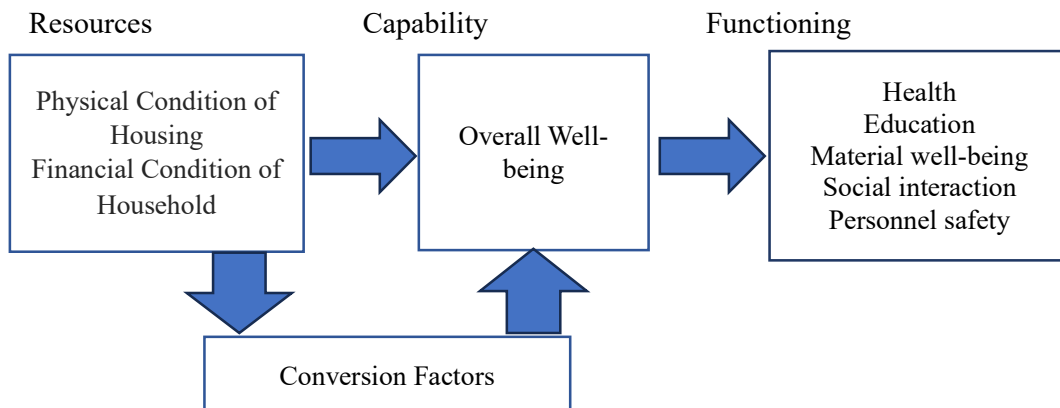 Resources
Capability
Functioning
Physical Condition of
Housing
Financial Condition of
Household
Overall Well-
being
Health
Education
Material well-being
Social interaction
Personnel safety
Conversion Factors